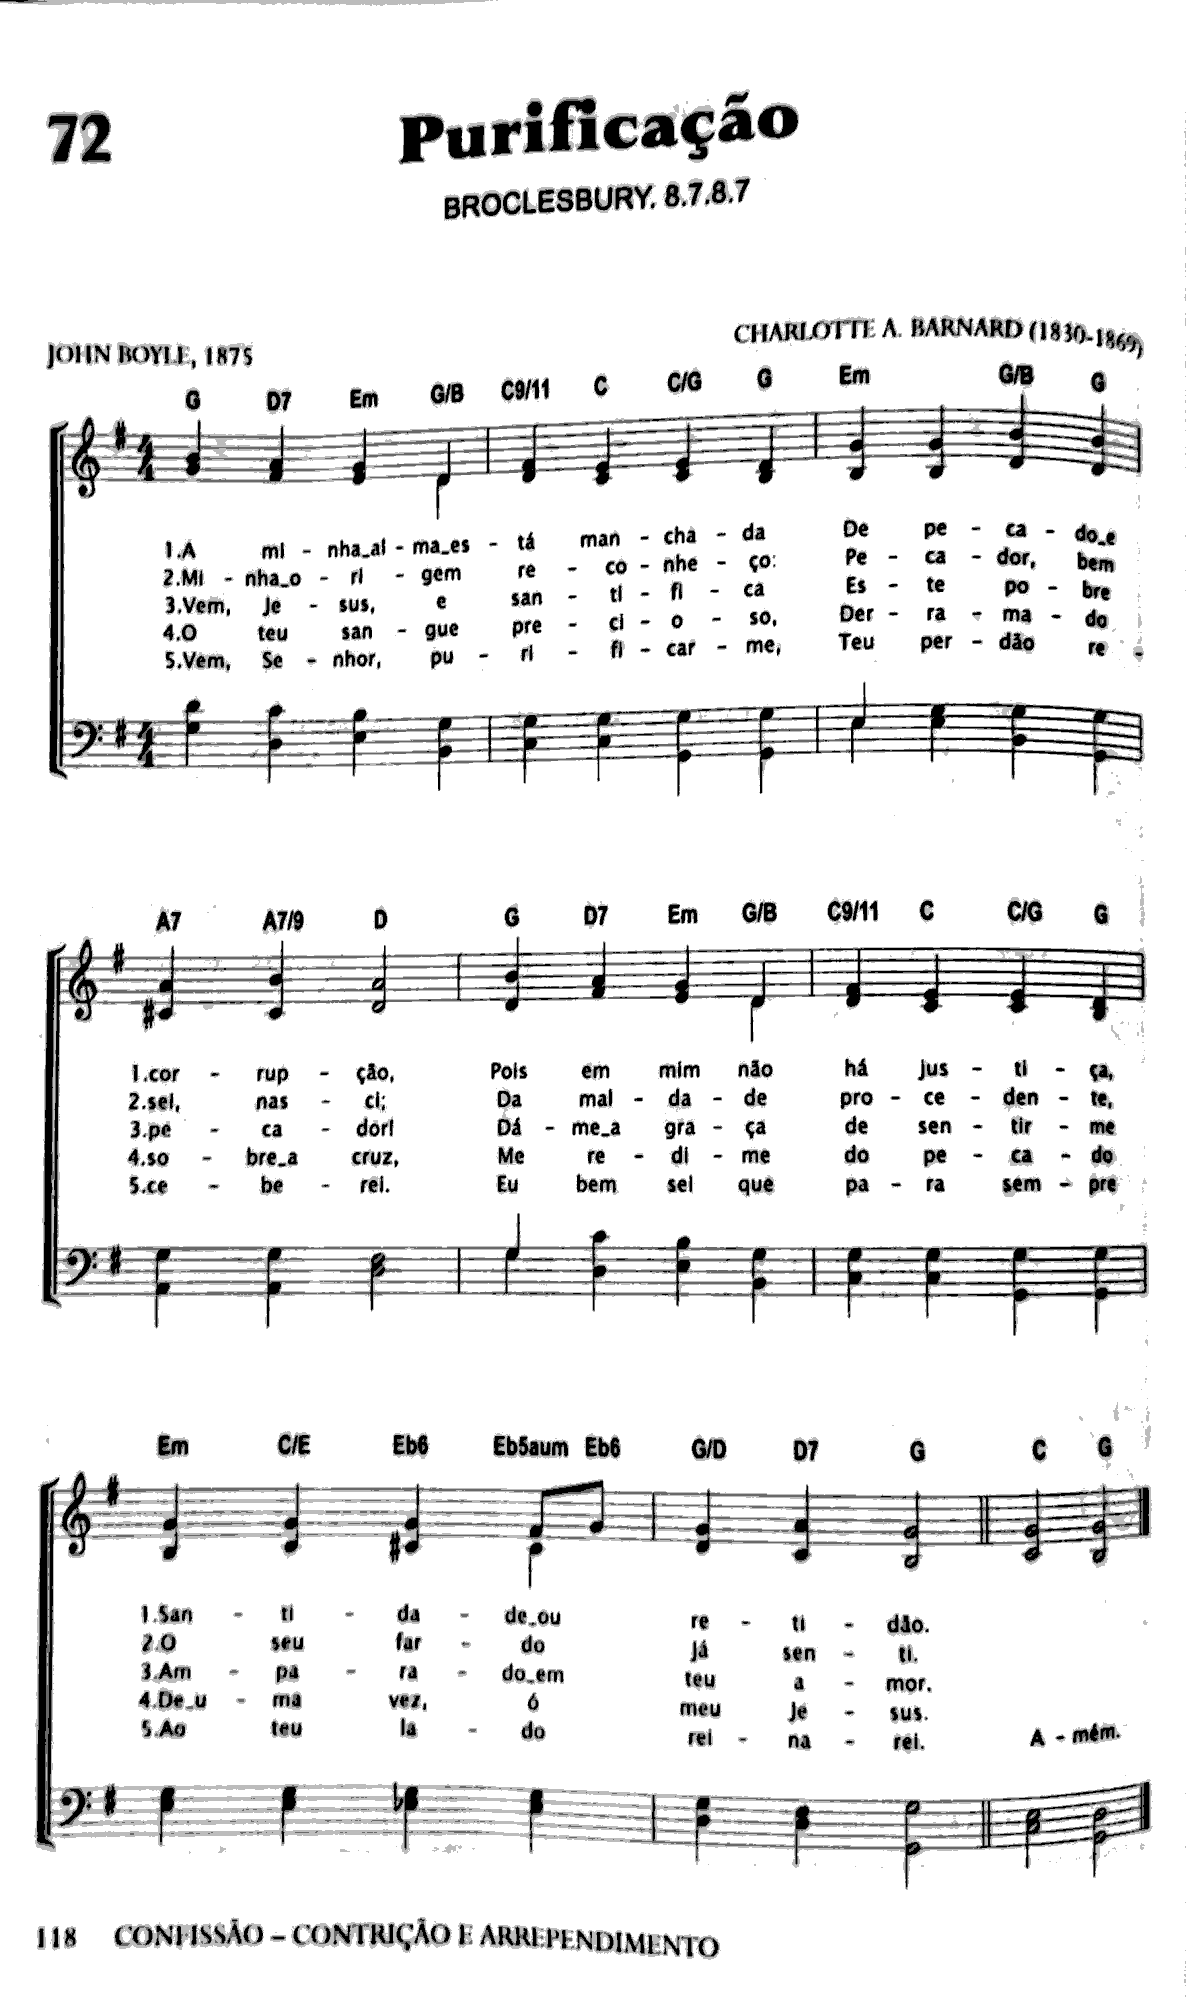 72
Purificação
BROCLESBURY. 8.7.8.7
JOHN BOYLE, 1875
CHARLOTTE A. BARNARD (1830-1869)
G D7 Em G/B C9/11 C C/G G Em G/B G
1.A mi - nha_al - ma_es - tá man - cha - da De pe - ca - do_e
2.Mi - nha_o - ri - gem re - co - nhe - ço: Pe - ca - dor, bem
3.Vem, Je - sus, e san - ti - fi - ca Es - te po - bre
4.O teu san - gue pre - ci - o - so, Der - ra - ma - do
5.Vem, Se - nhor, pu - ri - fi - car - me, Teu per - dão re -
A7 A7/9 D G D7 Em G/B C9/11 C C/G G
1.cor - rup - ção, Pois em mim não há jus - ti - ça,
2.sei, nas - ci; Da mal - da - de pro - ce - den - te,
3.pe - ca - dor! Dá - me_a gra - ça de sen - tir - me
4.so - bre_a cruz, Me re - di - me do pe - ca - do
5.ce - be - rei. Eu bem sei que pa - ra sem - pre
Em C/E Eb6 Eb5aum Eb6 G/D D7 G C G
1.San - ti - da - de_ou re - ti - dão.
2.O seu far - do já sen - ti.
3.Am - pa - ra - do_em teu a - mor.
4.De_u - ma vez, ó meu Je - sus.
5.Ao teu la - do rei - na - rei. A - mém.
118 CONFISSÃO – CONTRIÇÃO E ARREPENDIMENTO